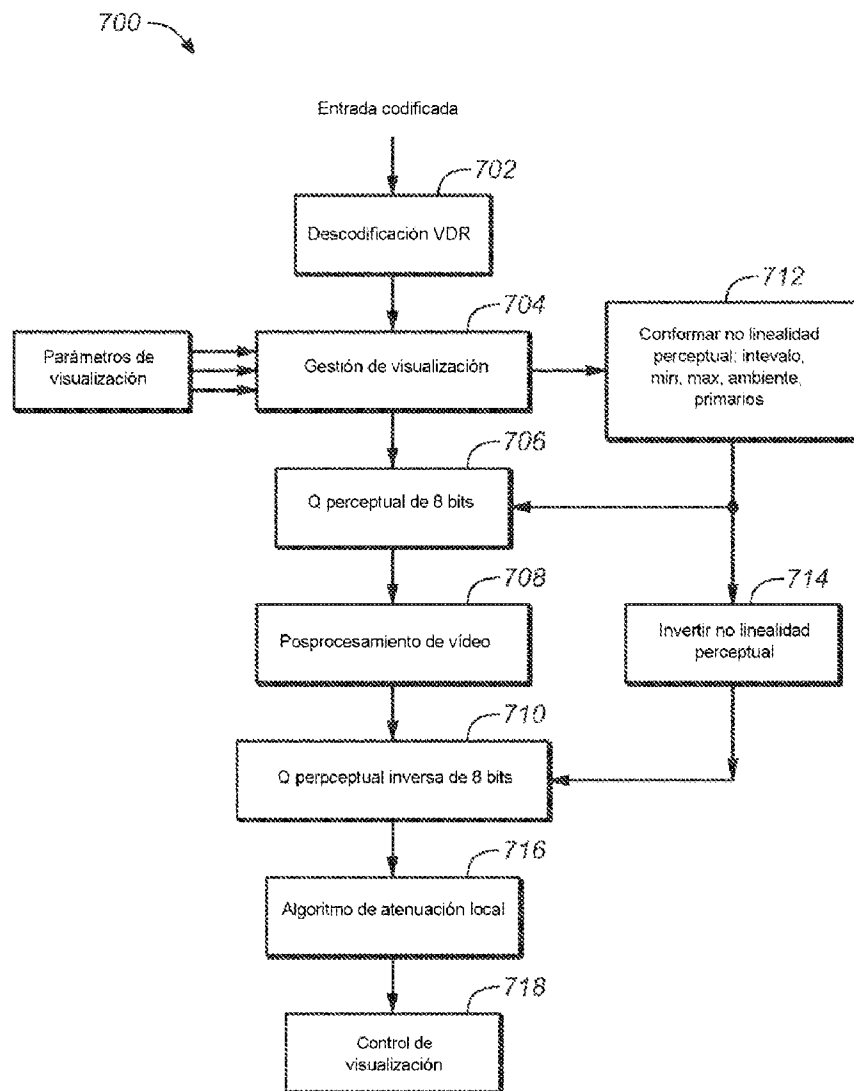 700
Entrada codificada
702
Descodificación VDR
712
704
Conformar no linealidad
perceptual: intevalo,
min, max, ambiente,
primarios
Parámetros de
visualización
Gestión de visualización
706
Q perceptual de 8 bits
708
714
Posprocesamiento de vídeo
Invertir no linealidad
perceptual
710
Q perpceptual inversa de 8 bits
716
Algoritmo de atenuación local
718
Control de
visualización